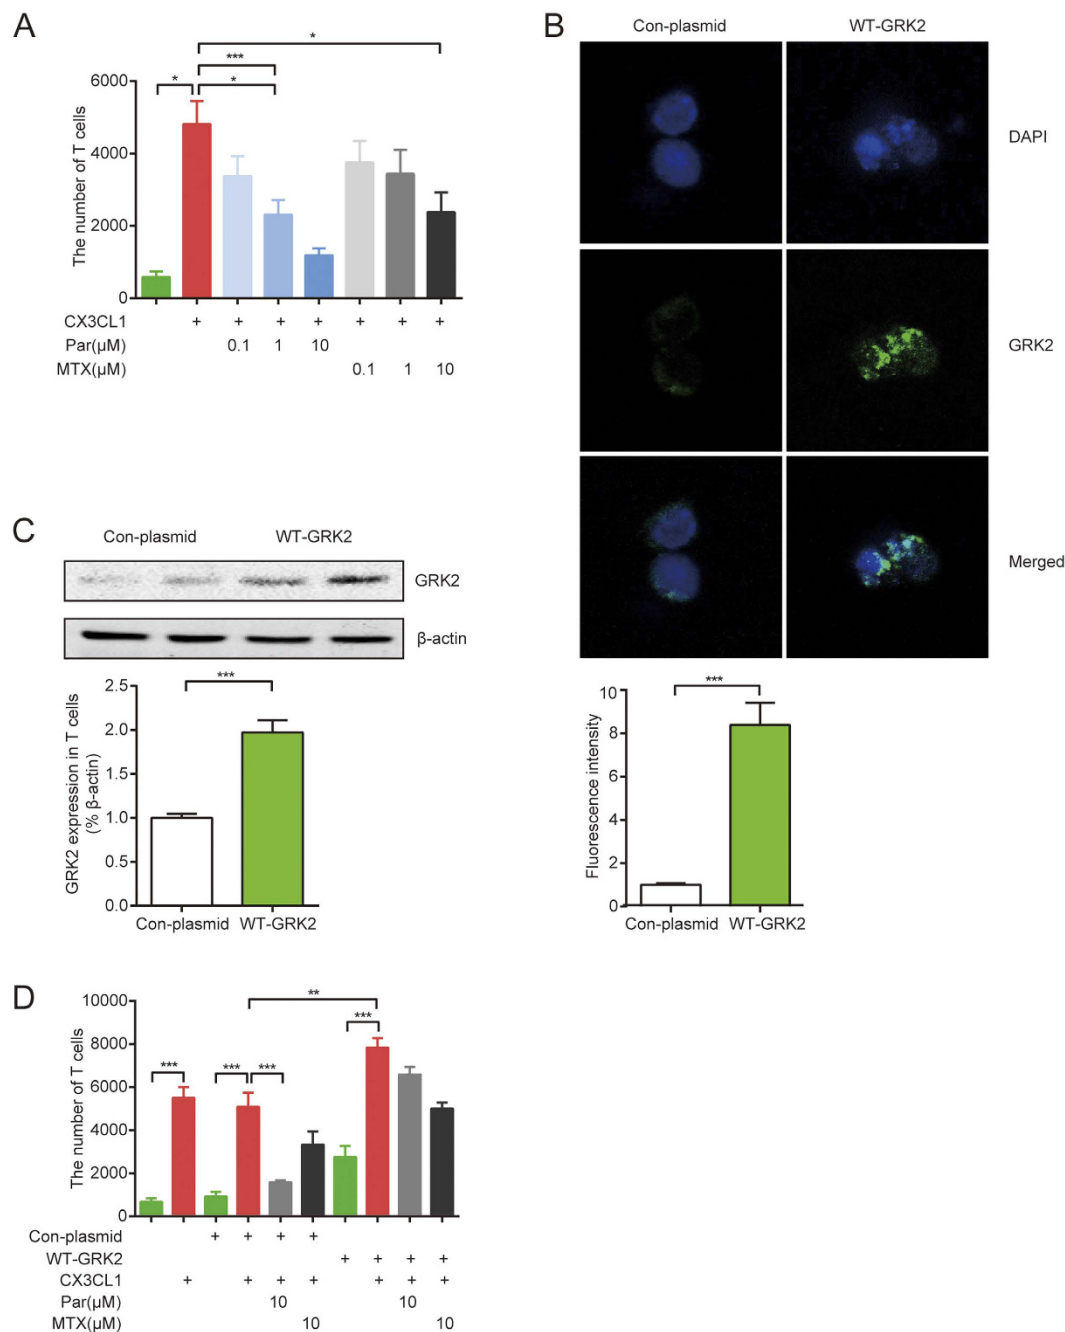 A
*
***
*
*
6000
4000
2000
0
The number of T cells
CX3CL1 + + + + + + +
Par(µM) 0.1 1 10
MTX(µM) 0.1 1 10
B
Con-plasmid WT-GRK2
DAPI
GRK2
Merged
***
10
8
6
4
2
0
Fluorescence intensity
Con-plasmid WT-GRK2
C
Con-plasmid WT-GRK2
GRK2
β-actin
***
2.5
2.0
1.5
1.0
0.5
0.0
GRK2 expression in T cells
(% β-actin)
Con-plasmid WT-GRK2
D
**
***
*** *** ***
10000
8000
6000
4000
2000
0
The number of T cells
Con-plasmid + + + +
WT-GRK2 + + + +
CX3CL1 + + + + + + +
Par(µM) 10 10
MTX(µM) 10 10